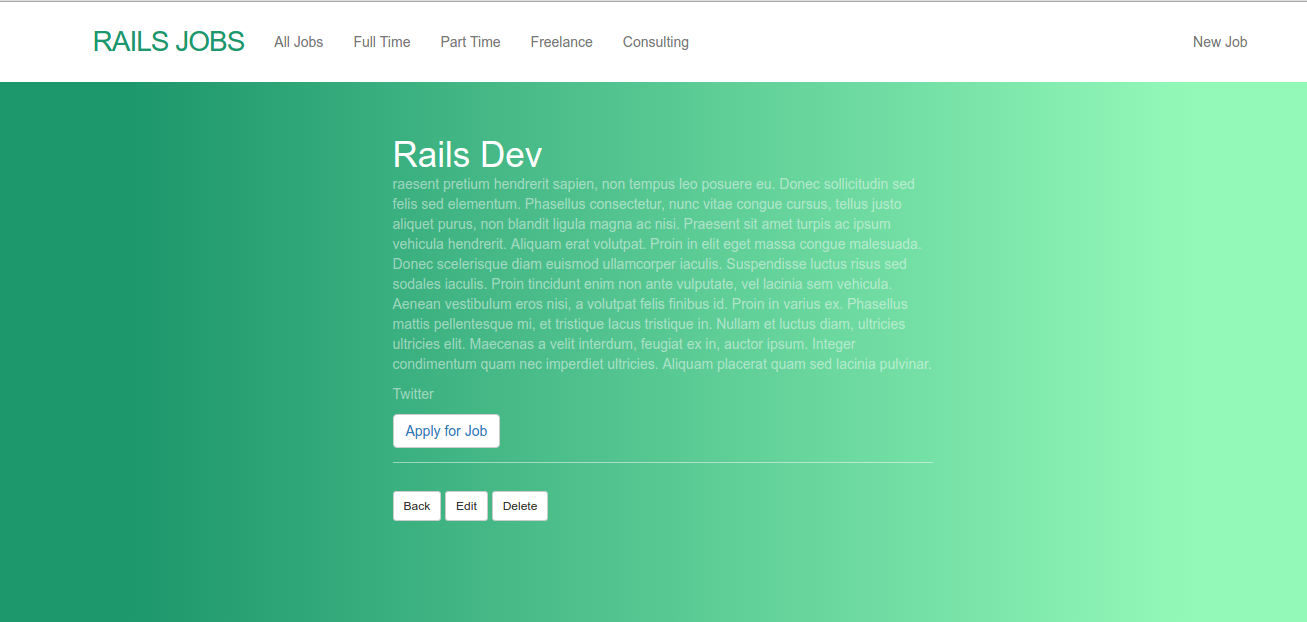 RAILS JOBS All Jobs Full Time Part Time Freelance Consulting New Job
Rails Dev
raesent pretium hendrerit sapien, non tempus leo posuere eu. Donec sollicitudin sed
felis sed elementum. Phasellus consectetur, nunc vitae congue cursus, tellus justo
aliquet purus, non blandit ligula magna ac nisi. Praesent sit amet turpis ac ipsum
vehicula hendrerit. Aliquam erat volutpat. Proin in elit eget massa congue malesuada.
Donec scelerisque diam euismod ullamcorper iaculis. Suspendisse luctus risus sed
sodales iaculis. Proin tincidunt enim non ante vulputate, vel lacinia sem vehicula.
Aenean vestibulum eros nisi, a volutpat felis finibus id. Proin in varius ex. Phasellus
mattis pellentesque mi, et tristique lacus tristique in. Nullam et luctus diam, ultricies
ultricies elit. Maecenas a velit interdum, feugiat ex in, auctor ipsum. Integer
condimentum quam nec imperdiet ultricies. Aliquam placerat quam sed lacinia pulvinar.
Twitter
Apply for Job
Back Edit Delete